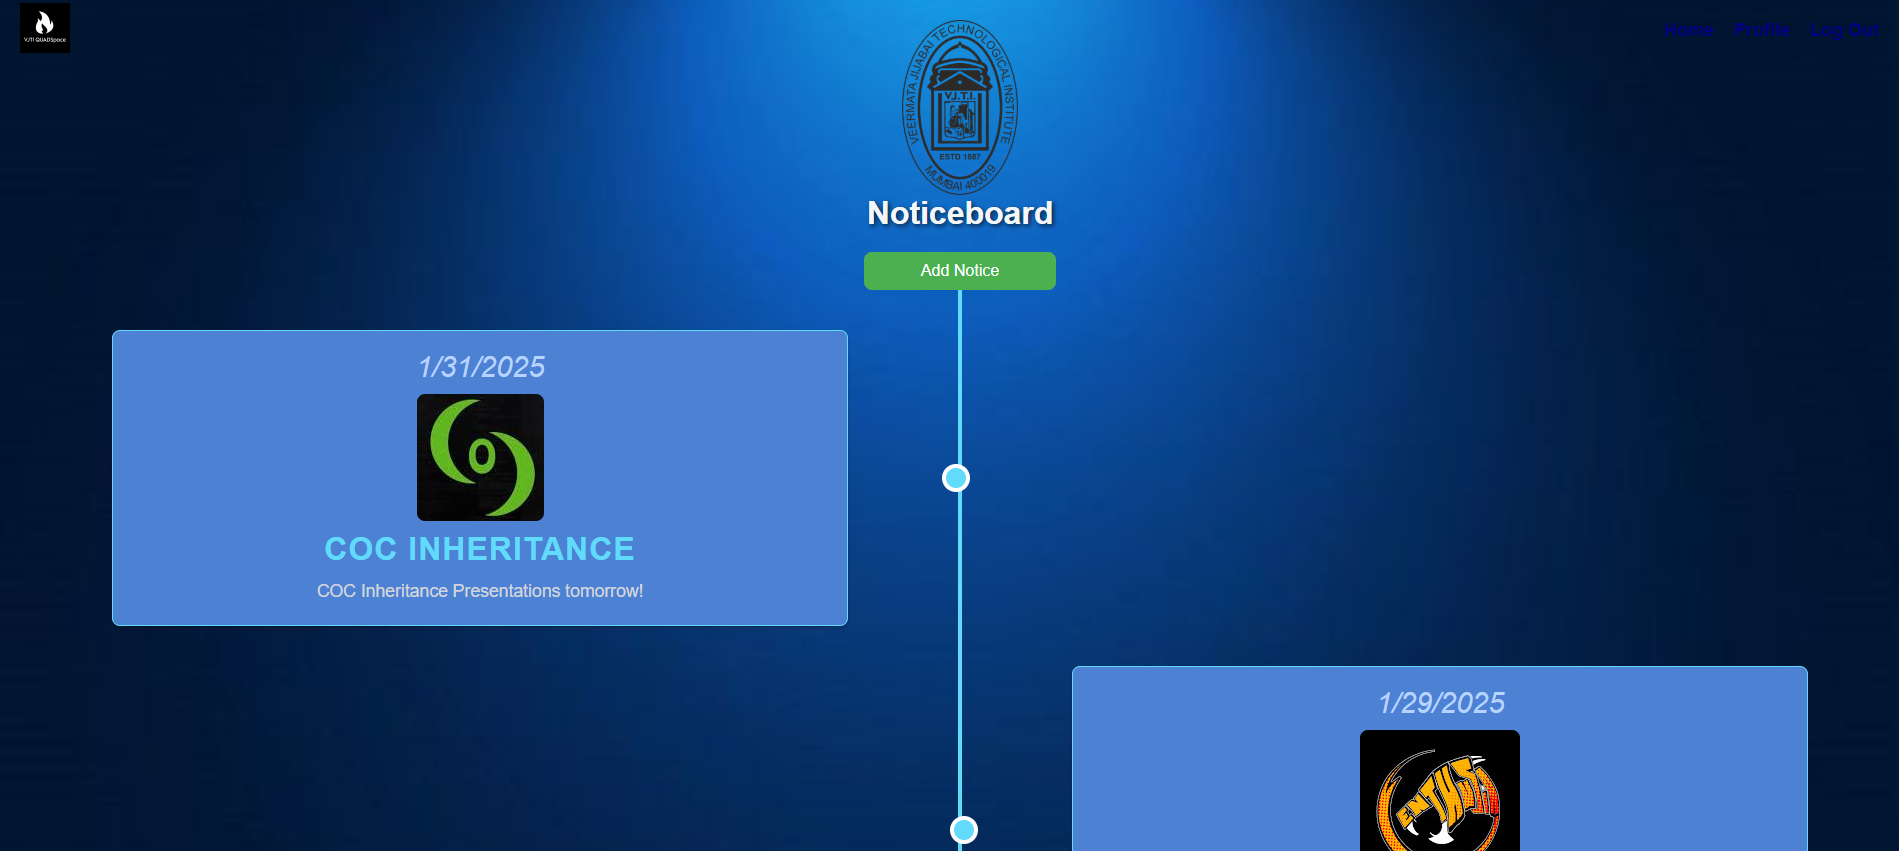 VJTI QUADSpace
Home Profile Log Out
VEERMATA JIJABAI TECHNOLOGICAL INSTITUTE
V.J.T.I.
ESTD 1887
MUMBAI 400019
Noticeboard
Add Notice
1/31/2025
COC INHERITANCE
COC Inheritance Presentations tomorrow!
1/29/2025